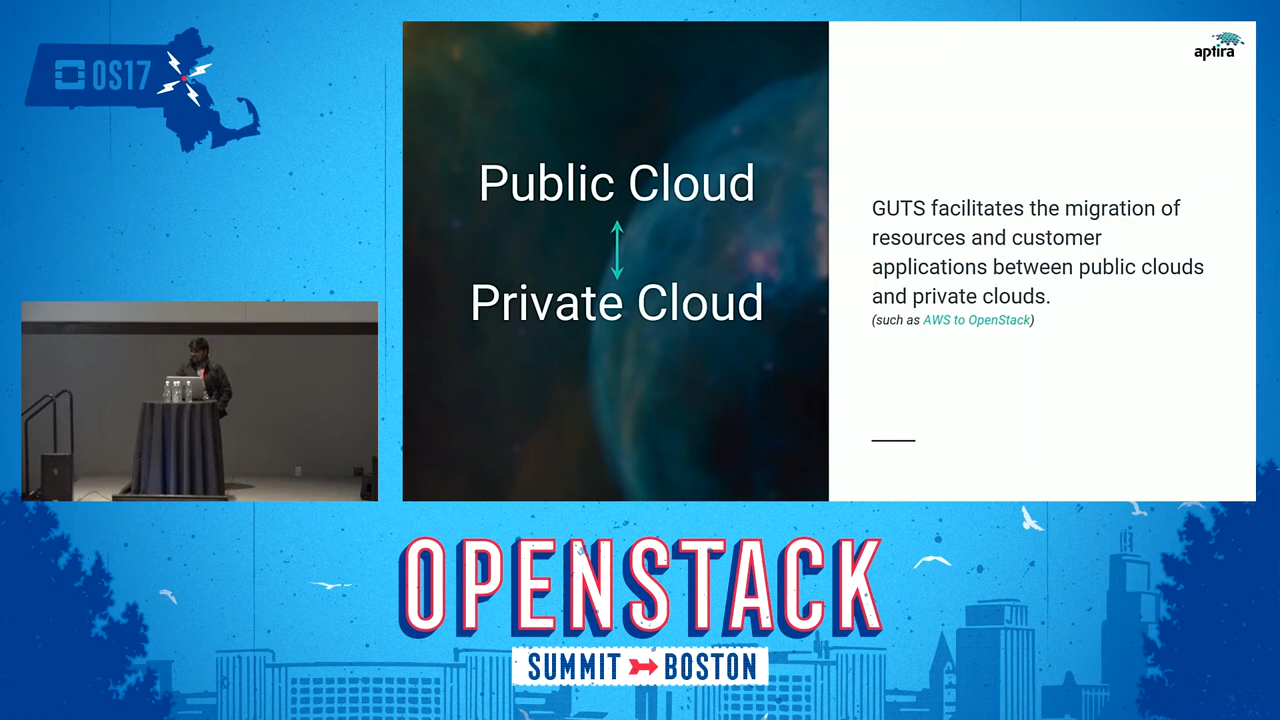 OS17
aptira
Public Cloud
Private Cloud
GUTS facilitates the migration of
resources and customer
applications between public clouds
and private clouds.
(such as AWS to OpenStack)
OPENSTACK
SUMMIT BOSTON